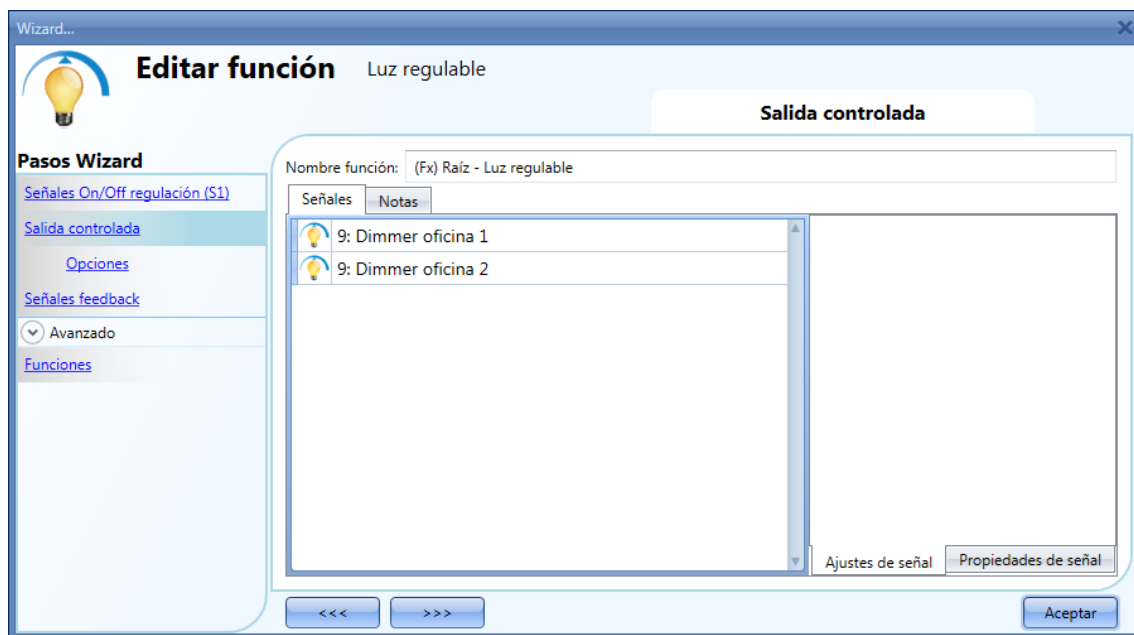 Wizard...
Editar función Luz regulable
Salida controlada
Pasos Wizard
Señales On/Off regulación (S1)
Salida controlada
Opciones
Señales feedback
Avanzado
Funciones
Nombre función: (Fx) Raíz - Luz regulable
Señales Notas
9: Dimmer oficina 1
9: Dimmer oficina 2
Ajustes de señal Propiedades de señal
<<< >>> Aceptar